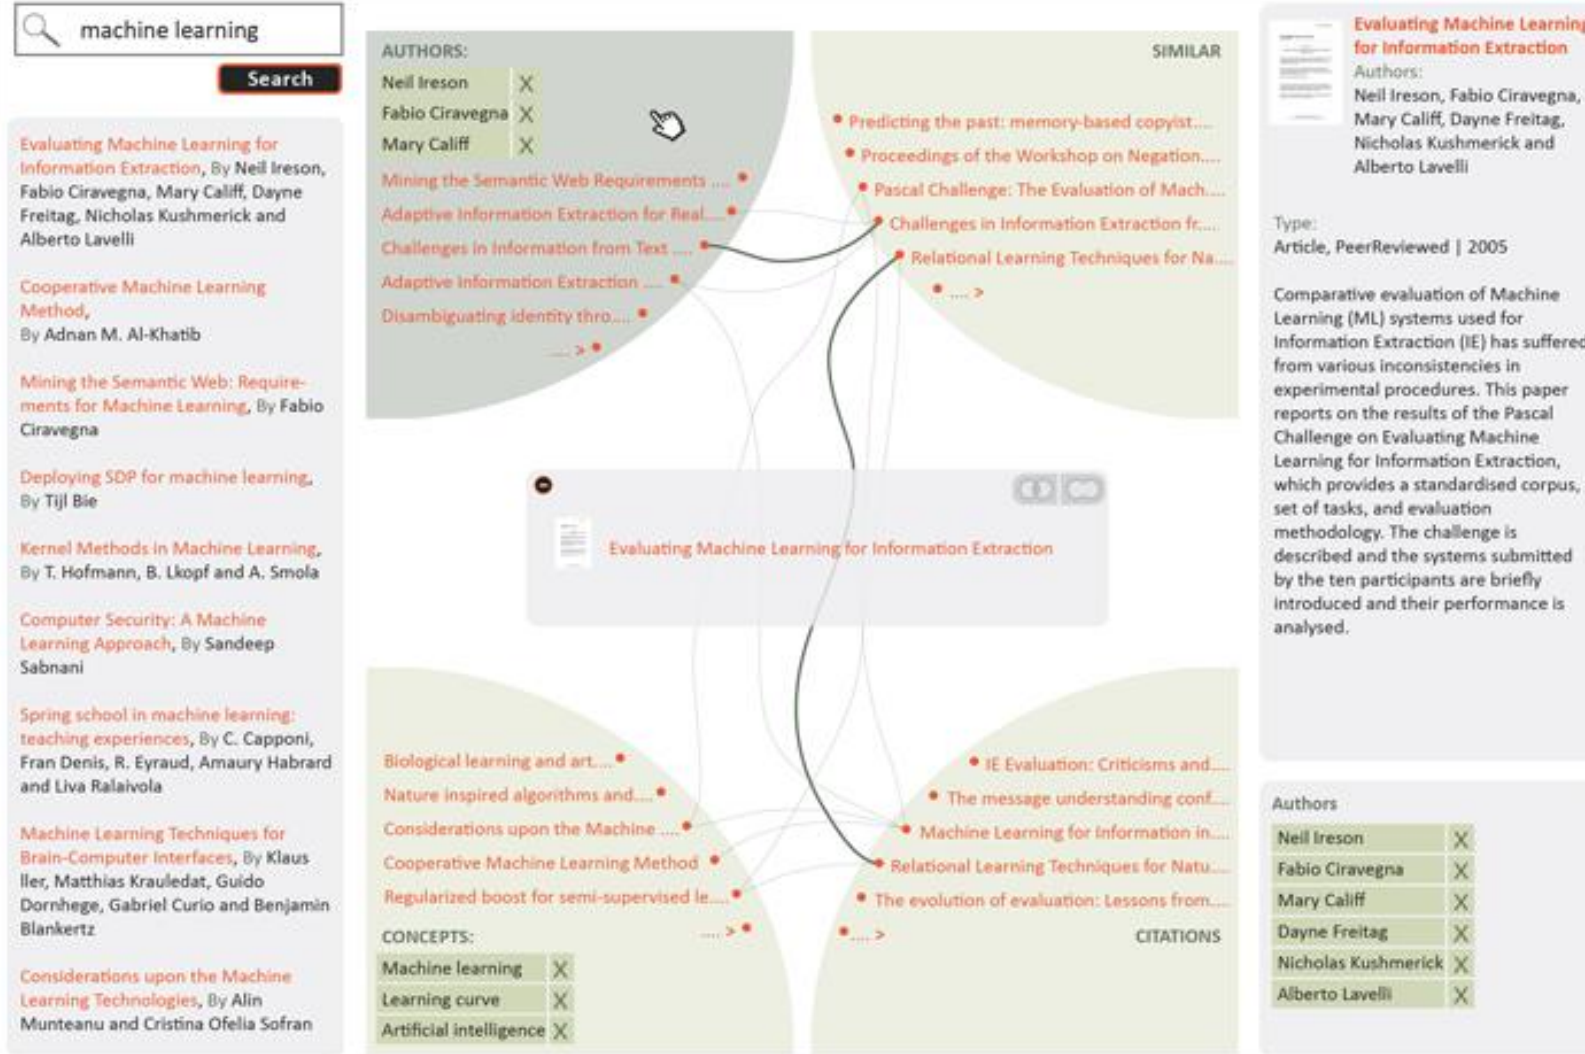 machine learning
Search
Evaluating Machine Learning for
Information Extraction, By Neil Ireson,
Fabio Ciravegna, Mary Califf, Dayne
Freitag, Nicholas Kushmerick and
Alberto Lavelli
Cooperative Machine Learning
Method,
By Adnan M. Al-Khatib
Mining the Semantic Web: Require-
ments for Machine Learning, By Fabio
Ciravegna
Deploying SDP for machine learning,
By Tijl Bie
Kernel Methods in Machine Learning,
By T. Hofmann, B. Lkopf and A. Smola
Computer Security: A Machine
Learning Approach, By Sandeep
Sabnani
Spring school in machine learning:
teaching experiences, By C. Capponi,
Fran Denis, R. Eyraud, Amaury Habrard
and Liva Ralaivola
Machine Learning Techniques for
Brain-Computer Interfaces, By Klaus
ller, Matthias Krauledat, Guido
Dornhege, Gabriel Curio and Benjamin
Blankertz
Considerations upon the Machine
Learning Technologies, By Alin
Munteanu and Cristina Ofelia Sofran
AUTHORS:
Neil Ireson X
Fabio Ciravegna X
Mary Califf X
Mining the Semantic Web Requirements ....
Adaptive Information Extraction for Real....
Challenges in Information from Text ....
Adaptive Information Extraction ....
Disambiguating identity thro....
.... >
SIMILAR
Predicting the past: memory-based copyist....
Proceedings of the Workshop on Negation....
Pascal Challenge: The Evaluation of Mach....
Challenges in Information Extraction fr....
Relational Learning Techniques for Na....
.... >
Evaluating Machine Learning for Information Extraction
Biological learning and art....
Nature inspired algorithms and....
Considerations upon the Machine ....
Cooperative Machine Learning Method
Regularized boost for semi-supervised le....
.... >
CONCEPTS:
Machine learning X
Learning curve X
Artificial intelligence X
IE Evaluation: Criticisms and....
The message understanding conf....
Machine Learning for Information in....
Relational Learning Techniques for Natu....
The evolution of evaluation: Lessons from....
.... >
CITATIONS
Evaluating Machine Learning
for Information Extraction
Authors:
Neil Ireson, Fabio Ciravegna,
Mary Califf, Dayne Freitag,
Nicholas Kushmerick and
Alberto Lavelli
Type:
Article, PeerReviewed | 2005
Comparative evaluation of Machine
Learning (ML) systems used for
Information Extraction (IE) has suffered
from various inconsistencies in
experimental procedures. This paper
reports on the results of the Pascal
Challenge on Evaluating Machine
Learning for Information Extraction,
which provides a standardised corpus,
set of tasks, and evaluation
methodology. The challenge is
described and the systems submitted
by the ten participants are briefly
introduced and their performance is
analysed.
Authors
Neil Ireson X
Fabio Ciravegna X
Mary Califf X
Dayne Freitag X
Nicholas Kushmerick X
Alberto Lavelli X